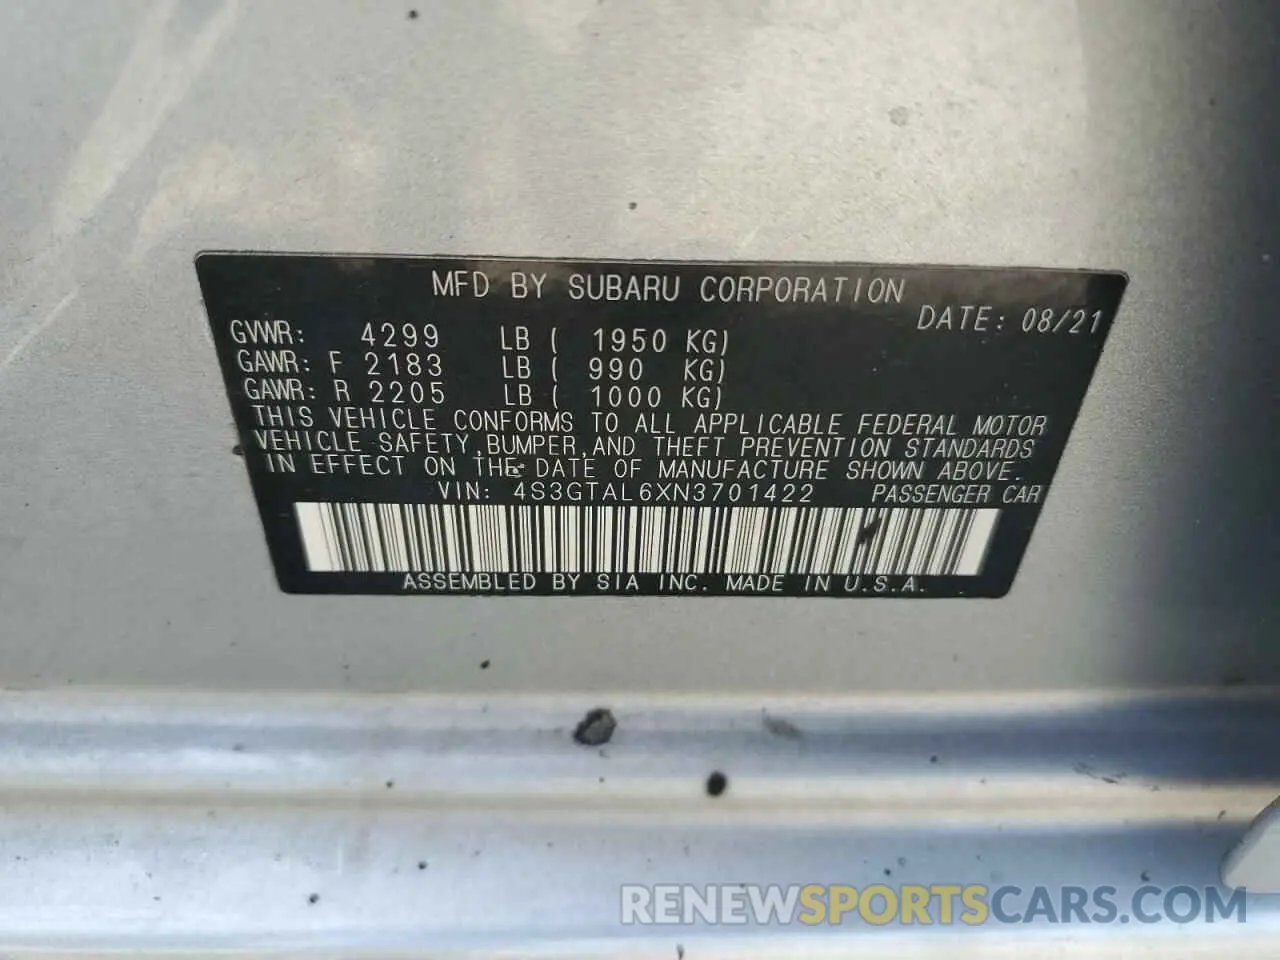 MFD BY SUBARU CORPORATION
DATE: 08/21
GVWR: 4299 LB ( 1950 KG)
GAWR: F 2183 LB ( 990 KG)
GAWR: R 2205 LB ( 1000 KG)
THIS VEHICLE CONFORMS TO ALL APPLICABLE FEDERAL MOTOR
VEHICLE SAFETY,BUMPER,AND THEFT PREVENTION STANDARDS
IN EFFECT ON THE DATE OF MANUFACTURE SHOWN ABOVE.
VIN: 4S3GTAL6XN3701422 PASSENGER CAR
ASSEMBLED BY SIA INC. MADE IN U.S.A.
RENEWSPORTSCARS.COM